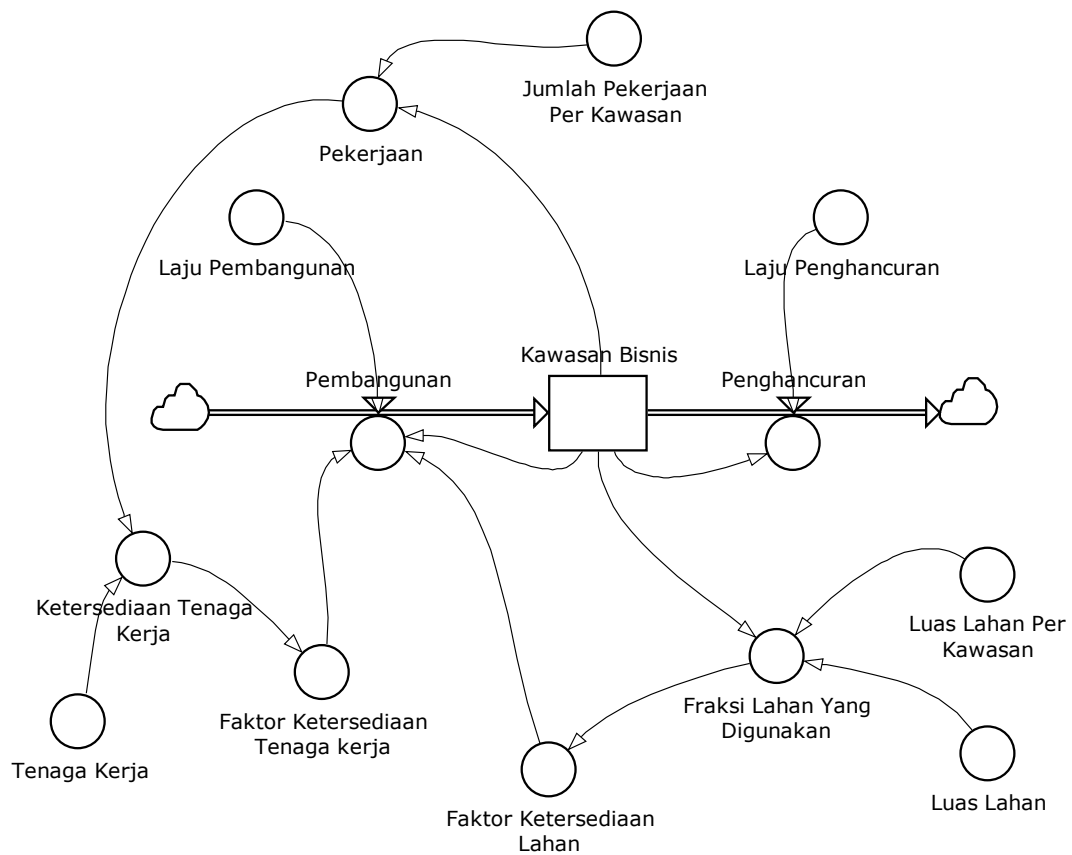 Jumlah Pekerjaan
Per Kawasan
Pekerjaan
Laju Pembangunan
Laju Penghancuran
Kawasan Bisnis
Pembangunan
Penghancuran
Ketersediaan Tenaga
Kerja
Luas Lahan Per
Kawasan
Faktor Ketersediaan
Tenaga kerja
Fraksi Lahan Yang
Digunakan
Tenaga Kerja
Luas Lahan
Faktor Ketersediaan
Lahan